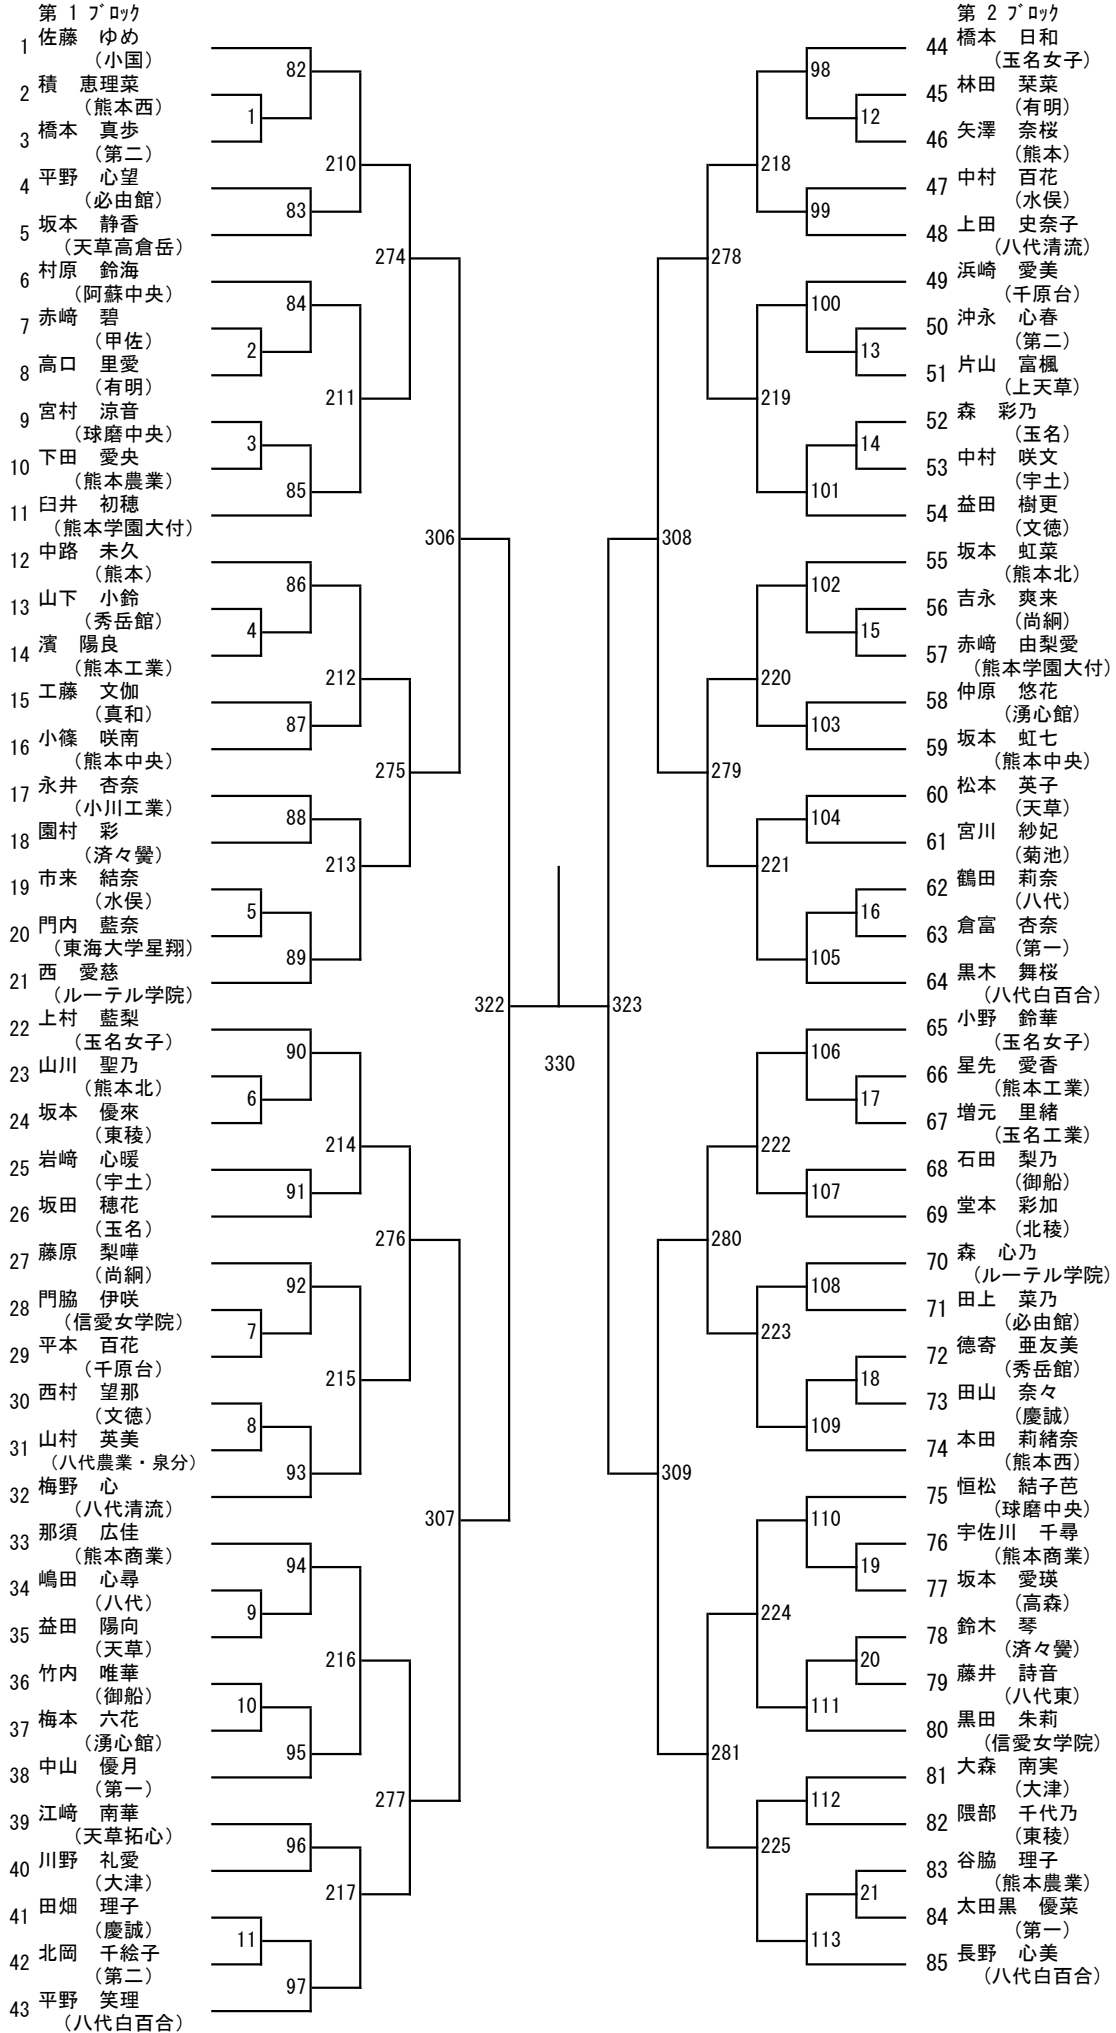 第 1 ﾌﾞﾛｯｸ
1 佐藤　ゆめ
（小国）
82
2 積　恵理菜
（熊本西）
1
3 橋本　真歩
（第二）
210
4 平野　心望
（必由館）
83
5 坂本　静香
（天草高倉岳）
274
6 村原　鈴海
（阿蘇中央）
84
7 赤﨑　碧
（甲佐）
2
8 高口　里愛
（有明）
211
9 宮村　涼音
（球磨中央）
3
10 下田　愛央
（熊本農業）
85
11 臼井　初穂
（熊本学園大付）
306
12 中路　未久
（熊本）
86
13 山下　小鈴
（秀岳館）
4
14 濱　陽良
（熊本工業）
212
15 工藤　文伽
（真和）
87
16 小篠　咲南
（熊本中央）
275
17 永井　杏奈
（小川工業）
88
18 園村　彩
（済々黌）
213
19 市来　結奈
（水俣）
5
20 門内　藍奈
（東海大学星翔）
89
21 西　愛慈
（ルーテル学院）
322
22 上村　藍梨
（玉名女子）
90
23 山川　聖乃
（熊本北）
6
24 坂本　優來
（東稜）
214
25 岩﨑　心暖
（宇土）
91
26 坂田　穂花
（玉名）
276
27 藤原　梨嘩
（尚絅）
92
28 門脇　伊咲
（信愛女学院）
7
29 平本　百花
（千原台）
215
30 西村　望那
（文徳）
8
31 山村　英美
（八代農業・泉分）
93
32 梅野　心
（八代清流）
307
33 那須　広佳
（熊本商業）
94
34 嶋田　心尋
（八代）
9
35 益田　陽向
（天草）
216
36 竹内　唯華
（御船）
10
37 梅本　六花
（湧心館）
95
38 中山　優月
（第一）
277
39 江﨑　南華
（天草拓心）
96
40 川野　礼愛
（大津）
217
41 田畑　理子
（慶誠）
11
42 北岡　千絵子
（第二）
97
43 平野　笑理
（八代白百合）
330
第 2 ﾌﾞﾛｯｸ
44 橋本　日和
（玉名女子）
98
45 林田　栞菜
（有明）
12
46 矢澤　奈桜
（熊本）
218
47 中村　百花
（水俣）
99
48 上田　史奈子
（八代清流）
278
49 浜崎　愛美
（千原台）
100
50 沖永　心春
（第二）
13
51 片山　富楓
（上天草）
219
52 森　彩乃
（玉名）
14
53 中村　咲文
（宇土）
101
54 益田　樹更
（文徳）
308
55 坂本　虹菜
（熊本北）
102
56 吉永　爽来
（尚絅）
15
57 赤﨑　由梨愛
（熊本学園大付）
220
58 仲原　悠花
（湧心館）
103
59 坂本　虹七
（熊本中央）
279
60 松本　英子
（天草）
104
61 宮川　紗妃
（菊池）
221
62 鶴田　莉奈
（八代）
16
63 倉富　杏奈
（第一）
105
64 黒木　舞桜
（八代白百合）
323
65 小野　鈴華
（玉名女子）
106
66 星先　愛香
（熊本工業）
17
67 増元　里緒
（玉名工業）
222
68 石田　梨乃
（御船）
107
69 堂本　彩加
（北稜）
280
70 森　心乃
（ルーテル学院）
108
71 田上　菜乃
（必由館）
223
72 德寄　亜友美
（秀岳館）
18
73 田山　奈々
（慶誠）
109
74 本田　莉緒奈
（熊本西）
309
75 恒松　結子芭
（球磨中央）
110
76 宇佐川　千尋
（熊本商業）
19
77 坂本　愛瑛
（高森）
224
78 鈴木　琴
（済々黌）
20
79 藤井　詩音
（八代東）
111
80 黒田　朱莉
（信愛女学院）
281
81 大森　南実
（大津）
112
82 隈部　千代乃
（東稜）
225
83 谷脇　理子
（熊本農業）
21
84 太田黒　優菜
（第一）
113
85 長野　心美
（八代白百合）